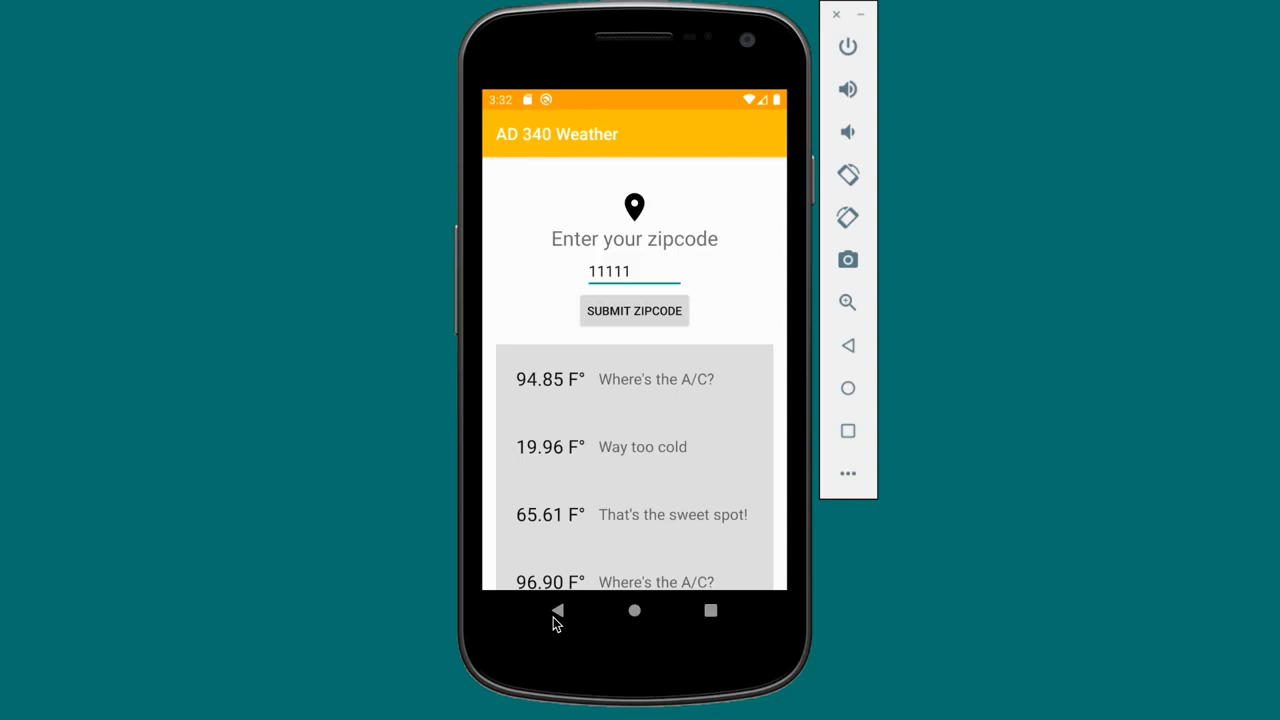 3:32
AD 340 Weather
Enter your zipcode
11111
SUBMIT ZIPCODE
94.85 F° Where's the A/C?
19.96 F° Way too cold
65.61 F° That's the sweet spot!
96.90 F° Where's the A/C?